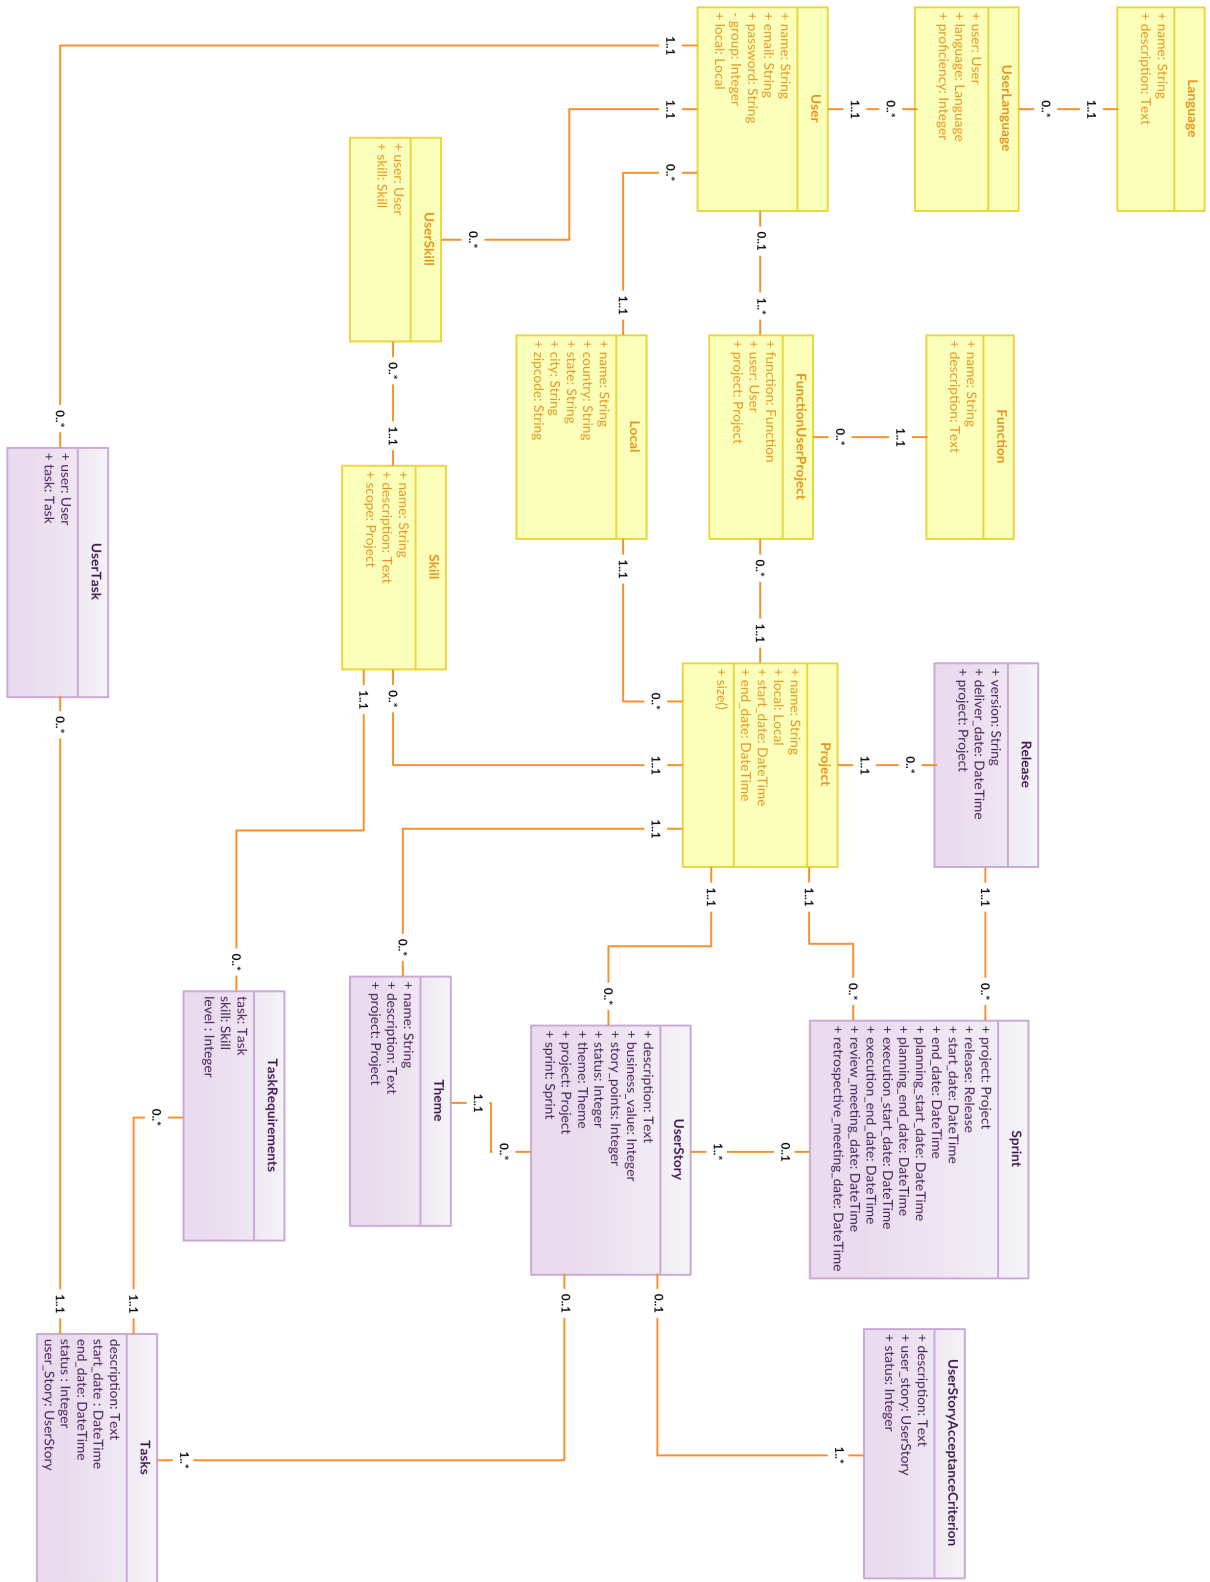 Language
+ name: String
+ description: Text
1..1
0..*
UserLanguage
+ user: User
+ language: Language
+ proficiency: Integer
0..*
1..1
User
+ name: String
+ email: String
+ password: String
- group: Integer
+ local: Local
1..1
1..1
0..*
0..1
1..*
Function
+ name: String
+ description: Text
1..1
0..*
FunctionUserProject
+ function: Function
+ user: User
+ project: Project
0..*
1..1
Local
+ name: String
+ country: String
+ state: String
+ city: String
+ zipcode: String
1..1
1..1
0..*
UserSkill
+ user: User
+ skill: Skill
0..*
0..*
1..1
Skill
+ name: String
+ description: Text
+ scope: Project
0..*
1..1
1..1
0..*
UserTask
+ user: User
+ task: Task
0..*
0..*
1..1
Release
+ version: String
+ deliver_date: DateTime
+ project: Project
0..*
1..1
1..1
0..*
Project
+ name: String
+ local: Local
+ start_date: DateTime
+ end_date: DateTime
+ size()
1..1
0..*
1..1
0..*
1..1
0..*
Sprint
+ project: Project
+ release: Release
+ start_date: DateTime
+ end_date: DateTime
+ planning_start_date: DateTime
+ planning_end_date: DateTime
+ execution_start_date: DateTime
+ execution_end_date: DateTime
+ review_meeting_date: DateTime
+ retrospective_meeting_date: DateTime
0..1
1..*
UserStory
+ description: Text
+ business_value: Integer
+ story_points: Integer
+ status: Integer
+ theme: Theme
+ project: Project
+ sprint: Sprint
0..*
1..1
Theme
+ name: String
+ description: Text
+ project: Project
TaskRequirements
task: Task
skill: Skill
level : Integer
0..*
1..1
0..1
1..*
UserStoryAcceptanceCriterion
+ description: Text
+ user_story: UserStory
+ status: Integer
0..1
1..*
Tasks
description: Text
start_date : DateTime
end_date: DateTime
status : Integer
user_Story: UserStory